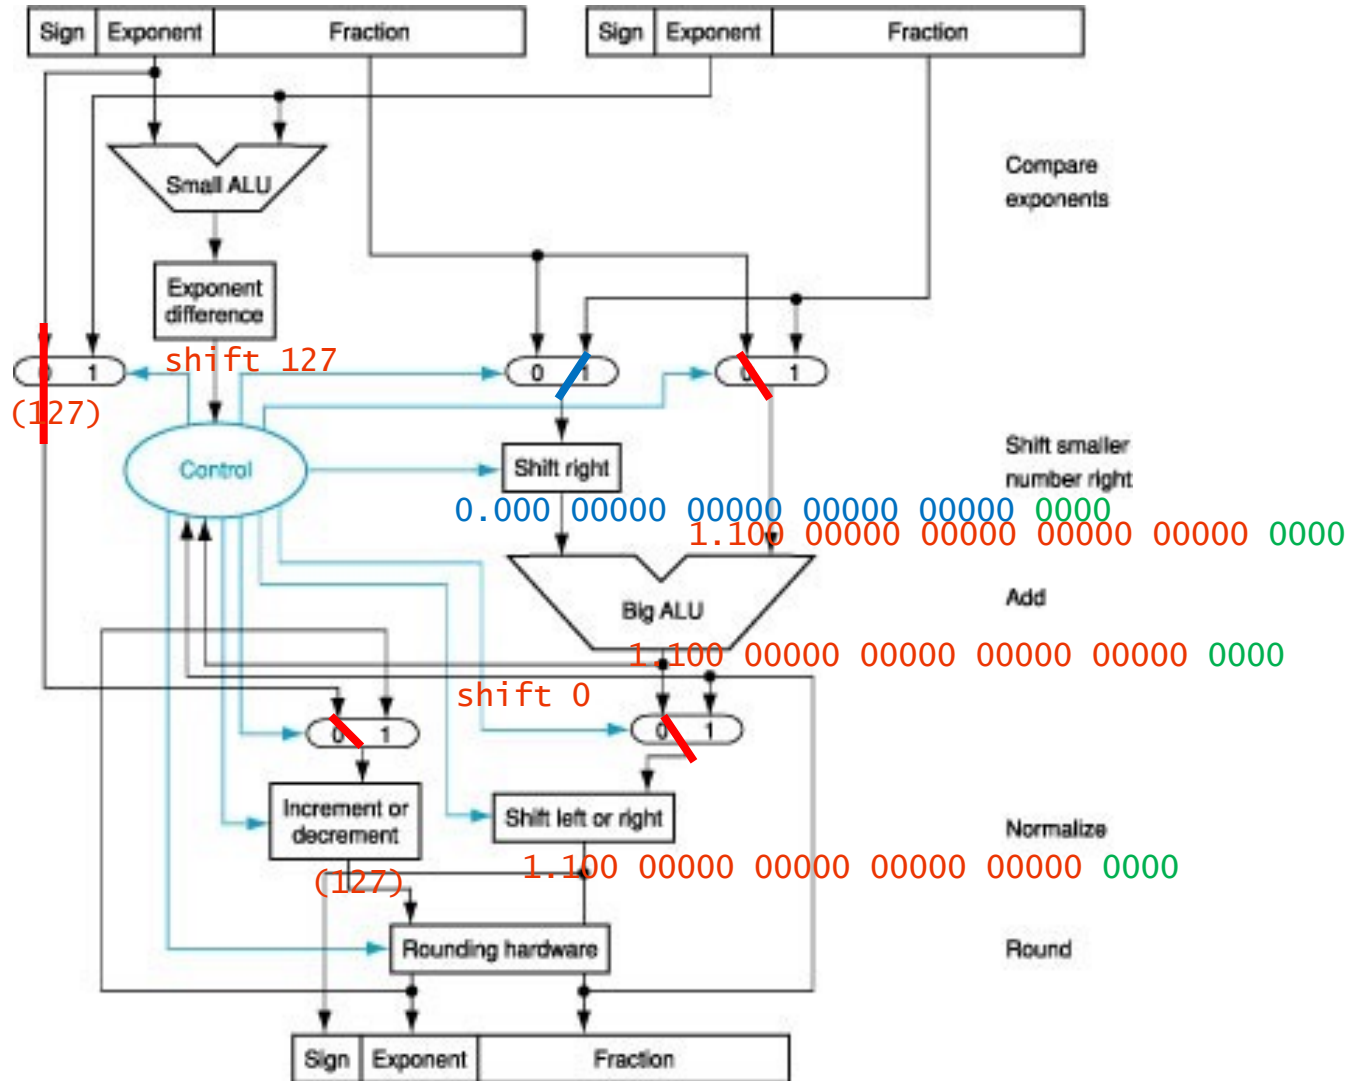 Sign Exponent Fraction
Sign Exponent Fraction
Compare
exponents
Small ALU
Exponent
difference
shift 127
0 1
0 1
0 1
(127)
Control
Shift right
Shift smaller
number right
0.000 00000 00000 00000 00000 0000
1.100 00000 00000 00000 00000 0000
Big ALU
Add
1.100 00000 00000 00000 00000 0000
shift 0
0 1
0 1
Increment or
decrement
Shift left or right
Normalize
(127)
1.100 00000 00000 00000 00000 0000
Rounding hardware
Round
Sign Exponent Fraction